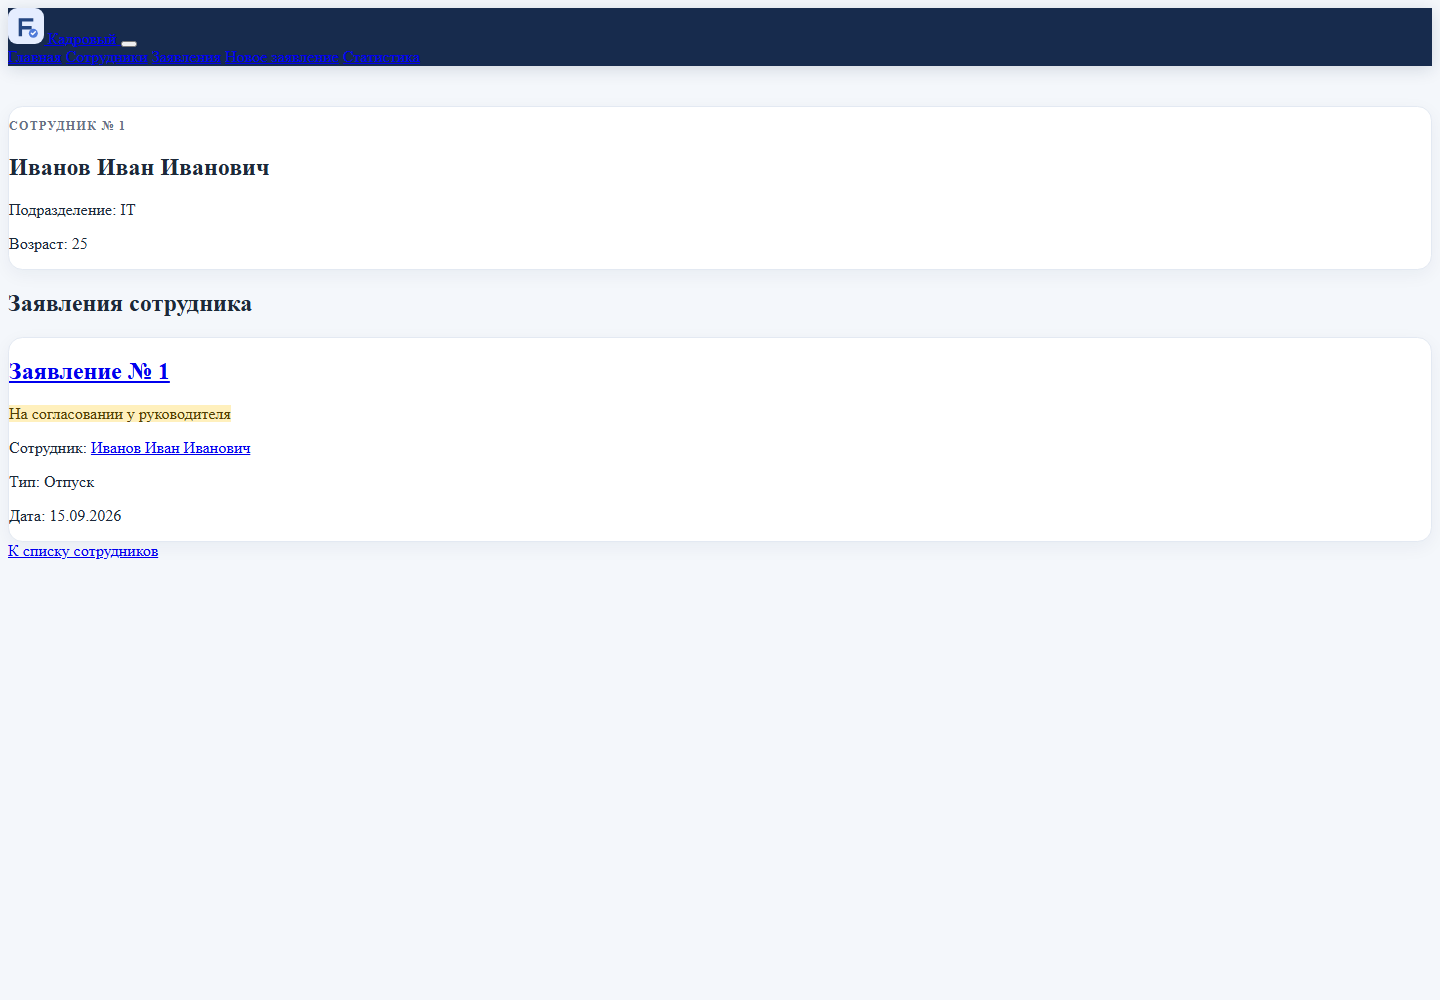 F
Кадровый
Главная Сотрудники Заявления Новое заявление Статистика
СОТРУДНИК № 1
Иванов Иван Иванович
Подразделение: IT
Возраст: 25
Заявления сотрудника
Заявление № 1
На согласовании у руководителя
Сотрудник: Иванов Иван Иванович
Тип: Отпуск
Дата: 15.09.2026
К списку сотрудников